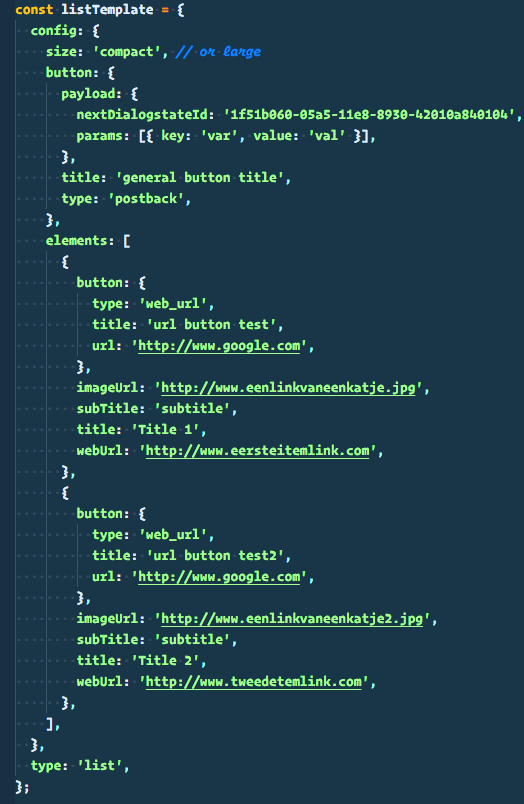 const listTemplate = {
config: {
size: 'compact', // or large
button: {
payload: {
nextDialogstateId: '1f51b060-05a5-11e8-8930-42010a840104',
params: [{ key: 'var', value: 'val' }],
},
title: 'general button title',
type: 'postback',
},
elements: [
{
button: {
type: 'web_url',
title: 'url button test',
url: 'http://www.google.com',
},
imageUrl: 'http://www.eenlinkvaneenkatje.jpg',
subTitle: 'subtitle',
title: 'Title 1',
webUrl: 'http://www.eersteitemlink.com',
},
{
button: {
type: 'web_url',
title: 'url button test2',
url: 'http://www.google.com',
},
imageUrl: 'http://www.eenlinkvaneenkatje2.jpg',
subTitle: 'subtitle',
title: 'Title 2',
webUrl: 'http://www.tweedetemlink.com',
},
],
},
type: 'list',
};